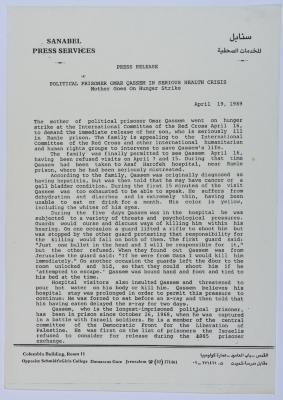 SANABEL
PRESS SERVICES
سنابل
للخدمات الصحفية
PRESS RELEASE
POLITICAL PRISONER OMAR QASSEM IN SERIOUS HEALTH CRISIS
Mother Goes On Hunger Strike
April 19, 1989
The mother of political prisoner Omar Qassem went on hunger
strike at the International Committee of the Red Cross April 18,
to demand the immediate release of her son, who is seriously ill
in Ramle prison. The family is appealing to the International
Committee of the Red Cross and other international humanitarian
and human rights groups to intervene to save Qassem's life.
The family was finally permitted to see Qassem April 16,
having been refused visits on April 7 and 15. During that time
Qassem had been taken to Asaf Harofeh hospital, near Ramle
prison, where he had been seriously mistreated.
According to the family, Qassem was originally diagnosed as
having hepatitis, but was then told that he may have cancer or a
gall bladder condition. During the first 15 minutes of the visit
Qassem was too exhausted to be able to speak. He suffers from
dehydration and diarrhea and is extremely thin, having been
unable to eat or drink for a month. His color is yellow,
including the whites of his eyes.
During the five days Qassem was in the hospital he was
subjected to a variety of threats and psychological pressures.
Guards would constantly discuss ways of killing him within his
hearing. On one occasion a guard lifted a rifle to shoot him but
was stopped by the other guard protesting that responsibility for
the killing would fall on both of them. The first guard said:
"Just one bullet in the head and I will be responsible for it,"
but the other refused. When they found out Qassem was from
Jerusalem the guard said: "If he were from Gaza I would kill him
immediately." On another occasion the guards left the door to the
room unlocked and hid, so that they could shoot him if he
'attempted to escape.' Qassem was bound hand and foot and tied to
his bed at the time.
Hospital visitors also insulted Qassem and threatened to
pour hot water on his body or kill him. Qassem believes his
hospital stay was prolonged in order to permit this pressure to
continue: He was forced to eat before an x-ray and then told that
his having eaten delayed the x-ray for two days.
Qassem, who is the longest-imprisoned political prisoner,
has been in prison since October 26, 1968, when he was captured
in a battle with Israeli soldiers. He is a member of the central
committee of the Democratic Front for the Liberation of
Palestine. He was first on the list of prisoners the Israelis
refused to consider for release during the 1985 prisoner
exchange.
Columbia Building, Room 11
Opposite Schmidt's Girls College Damascus Gate Jerusalem